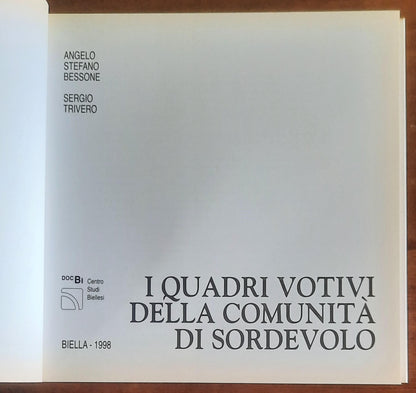 ANGELO
STEFANO
BESSONE
SERGIO
TRIVERO
DOCBi
Centro
Studi
Biellesi
I QUADRI VOTIVI
DELLA COMUNITÀ
DI SORDEVOLO
BIELLA - 1998